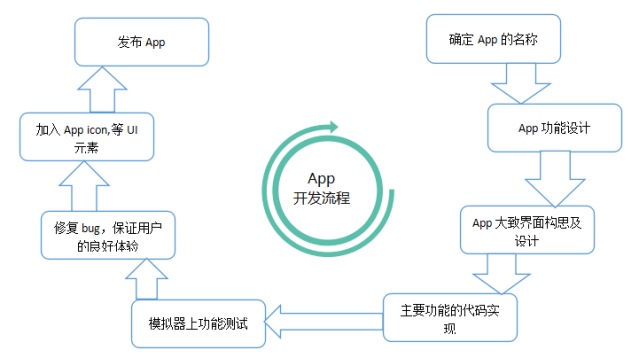 发布 App
确定 App 的名称
加入 App icon,等 UI
元素
App 功能设计
App
开发流程
修复 bug，保证用户
的良好体验
App 大致界面构思及
设计
模拟器上功能测试
主要功能的代码实
现